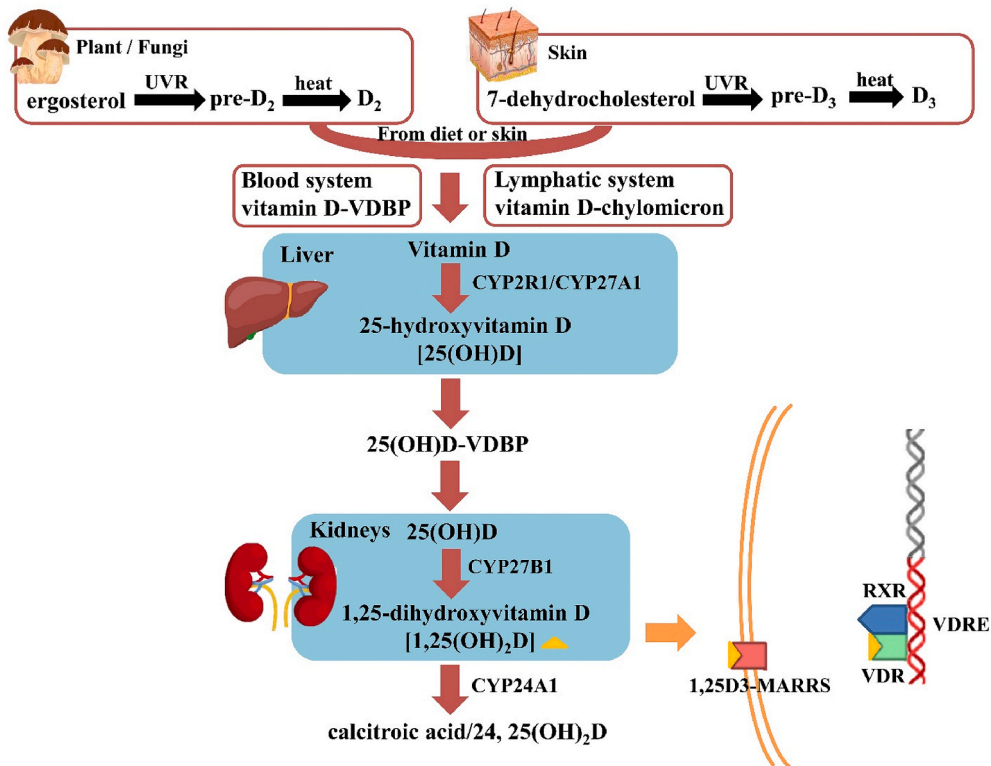 Plant / Fungi
ergosterol UVR pre-D₂ heat D₂
Skin
7-dehydrocholesterol UVR pre-D₃ heat D₃
From diet or skin
Blood system
vitamin D-VDBP
Lymphatic system
vitamin D-chylomicron
Liver
Vitamin D
CYP2R1/CYP27A1
25-hydroxyvitamin D
[25(OH)D]
25(OH)D-VDBP
Kidneys
25(OH)D
CYP27B1
1,25-dihydroxyvitamin D
[1,25(OH)₂D]
CYP24A1
calcitroic acid/24, 25(OH)₂D
1,25D3-MARRS
RXR
VDRE
VDR